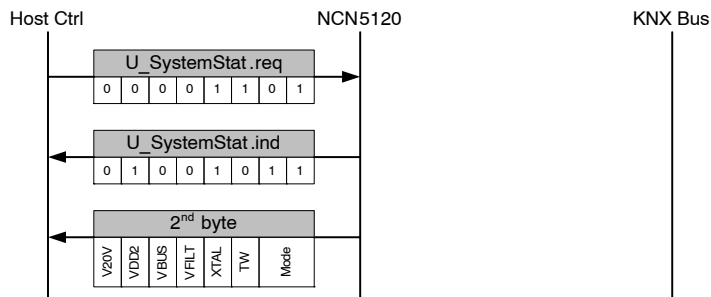 Host Ctrl NCN5120 KNX Bus
U_SystemStat.req
0 0 0 0 1 1 0 1
U_SystemStat.ind
0 1 0 0 1 0 1 1
2nd byte
V20V VDD2 VBUS VFILT XTAL TW Mode